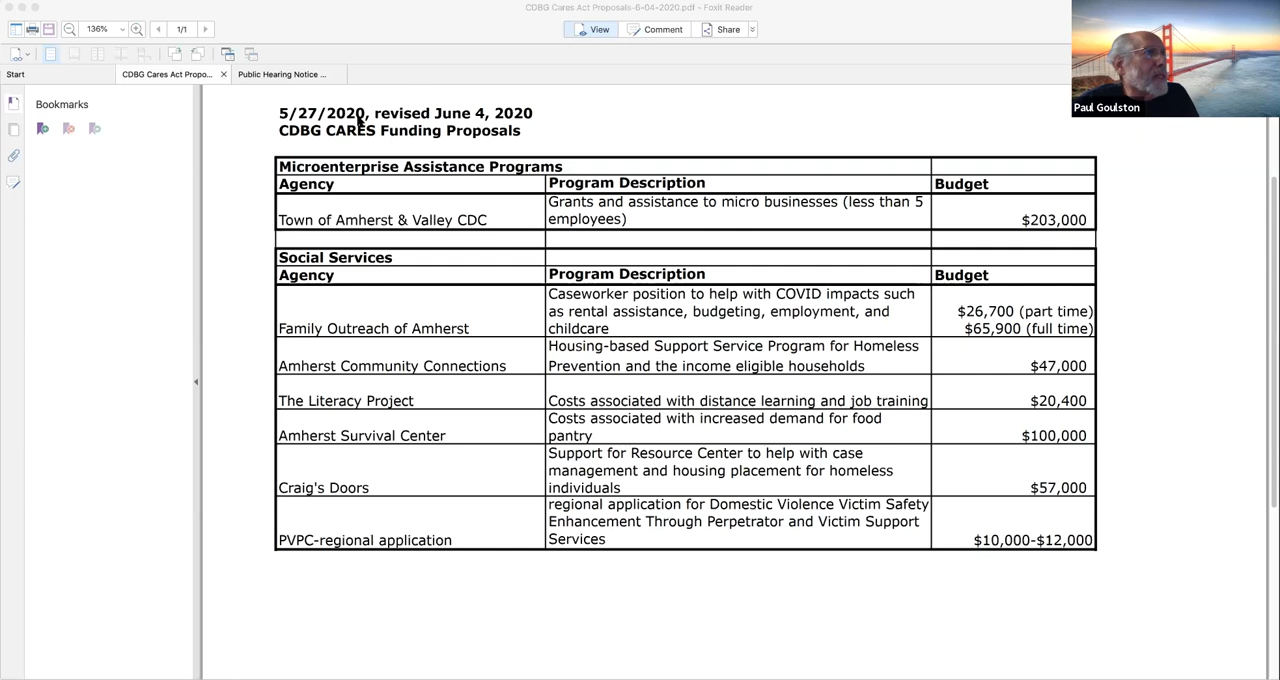 CDBG Cares Act Proposals-6-04-2020.pdf - Foxit Reader
136%
1/1
View
Comment
Share
Start
CDBG Cares Act Propo...
Public Hearing Notice ...
Bookmarks
Paul Goulston
5/27/2020, revised June 4, 2020
CDBG CARES Funding Proposals
Microenterprise Assistance Programs
Agency
Program Description
Budget
Town of Amherst & Valley CDC
Grants and assistance to micro businesses (less than 5
employees)
$203,000
Social Services
Agency
Program Description
Budget
Family Outreach of Amherst
Caseworker position to help with COVID impacts such
as rental assistance, budgeting, employment, and
childcare
$26,700 (part time)
$65,900 (full time)
Amherst Community Connections
Housing-based Support Service Program for Homeless
Prevention and the income eligible households
$47,000
The Literacy Project
Costs associated with distance learning and job training
$20,400
Amherst Survival Center
Costs associated with increased demand for food
pantry
$100,000
Craig's Doors
Support for Resource Center to help with case
management and housing placement for homeless
individuals
$57,000
PVPC-regional application
regional application for Domestic Violence Victim Safety
Enhancement Through Perpetrator and Victim Support
Services
$10,000-$12,000